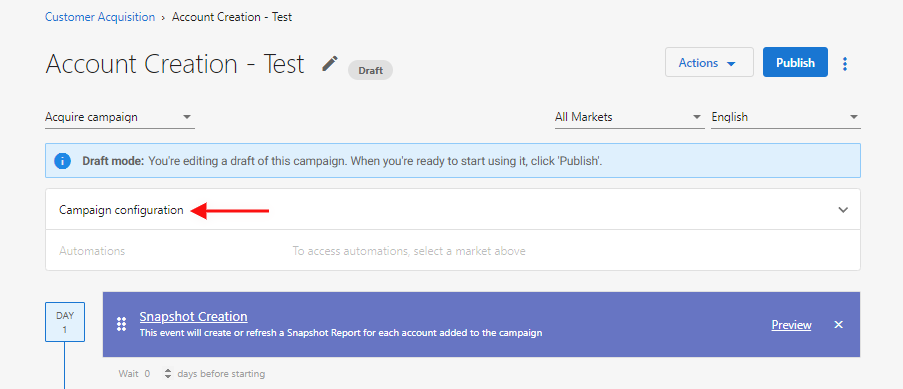 Customer Acquisition › Account Creation - Test
Account Creation - Test Draft Actions Publish
Acquire campaign All Markets English
Draft mode: You're editing a draft of this campaign. When you're ready to start using it, click 'Publish'.
Campaign configuration
Automations To access automations, select a market above
DAY
1
Snapshot Creation
This event will create or refresh a Snapshot Report for each account added to the campaign
Preview
Wait 0 days before starting